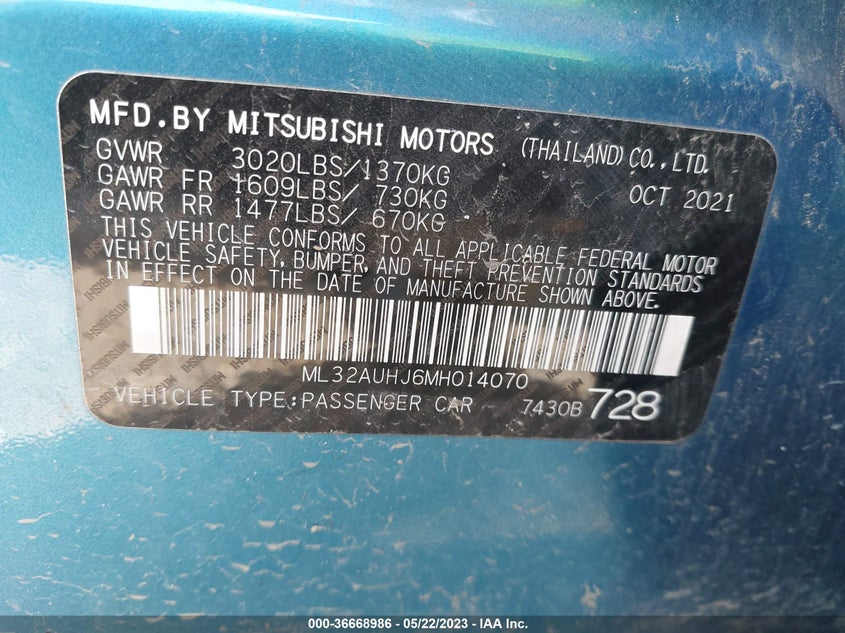 MFD.BY MITSUBISHI MOTORS (THAILAND) CO., LTD.
GVWR 3020LBS/1370KG OCT 2021
GAWR FR 1609LBS/ 730KG
GAWR RR 1477LBS/ 670KG
THIS VEHICLE CONFORMS TO ALL APPLICABLE FEDERAL MOTOR
VEHICLE SAFETY, BUMPER, AND THEFT PREVENTION STANDARDS
IN EFFECT ON THE DATE OF MANUFACTURE SHOWN ABOVE.
ML32AUHJ6MH014070
VEHICLE TYPE:PASSENGER CAR 7430B 728
000-36668986 - 05/22/2023 - IAA Inc.